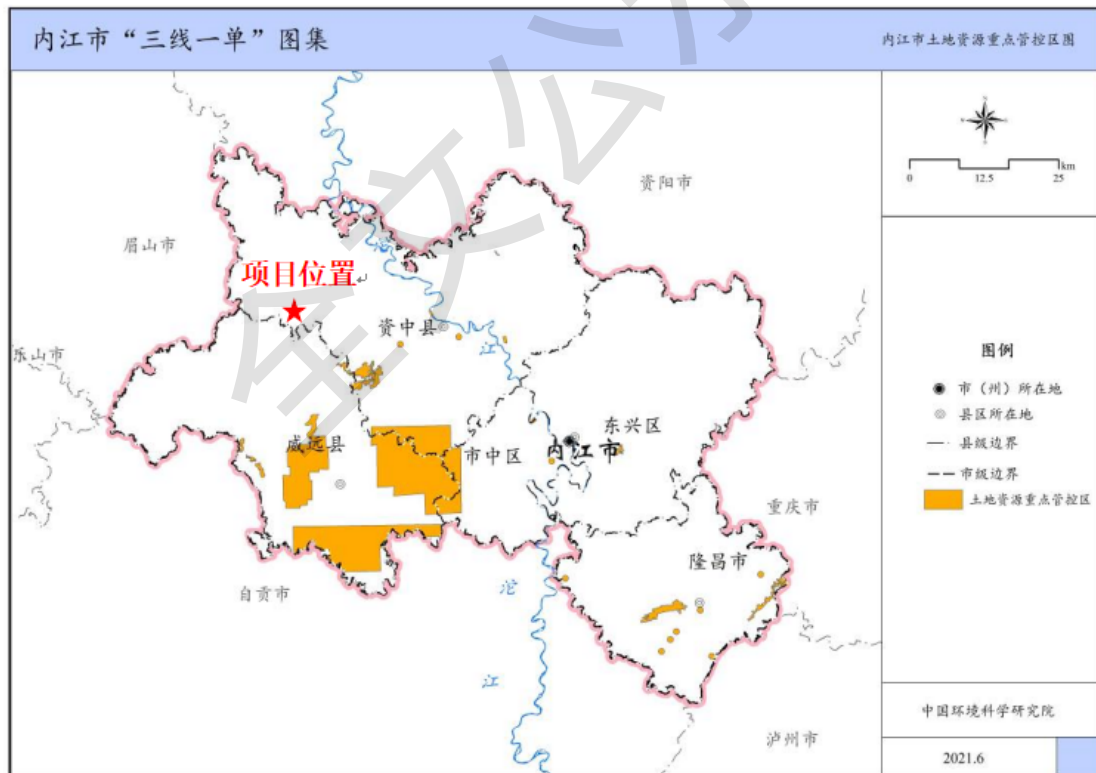 内江市“三线一单”图集
内江市土地资源重点管控区图
km
0 12.5 25
资阳市
眉山市
项目位置
沱
资中县
乐山市
江
图例
市（州）所在地
县区所在地
县级边界
市级边界
土地资源重点管控区
东兴区
威远县
市中区
内江市
重庆市
隆昌市
自贡市
沱
江
泸州市
中国环境科学研究院
2021.6
全文公示